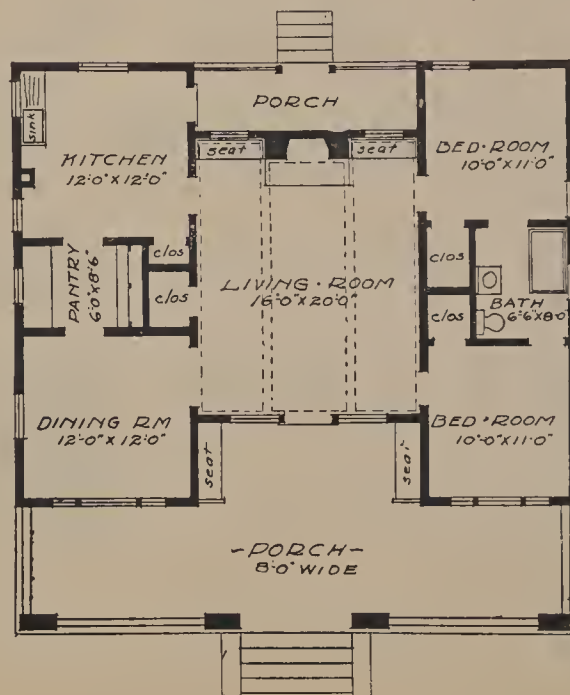 PORCH
sink
KITCHEN
12'-0" X 12'-0"
seat
seat
BED-ROOM
10'-0" X 11'-0"
clos
clos
PANTRY
6'-0" X 8'-6"
LIVING-ROOM
16'-0" X 20'-0"
clos
clos
BATH
6'-6" X 8'-0"
DINING RM
12'-0" X 12'-0"
seat
seat
BED-ROOM
10'-0" X 11'-0"
-PORCH-
8'-0" WIDE